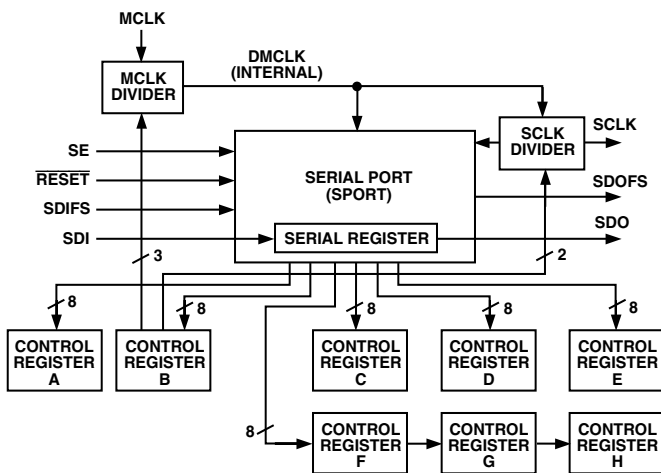 MCLK
MCLK
DIVIDER
DMCLK
(INTERNAL)
SCLK
DIVIDER
SCLK
SE
RESET
SDIFS
SDI
SERIAL PORT
(SPORT)
SERIAL REGISTER
SDOFS
SDO
3
2
8
8
8
8
8
CONTROL
REGISTER
A
CONTROL
REGISTER
B
CONTROL
REGISTER
C
CONTROL
REGISTER
D
CONTROL
REGISTER
E
8
CONTROL
REGISTER
F
CONTROL
REGISTER
G
CONTROL
REGISTER
H